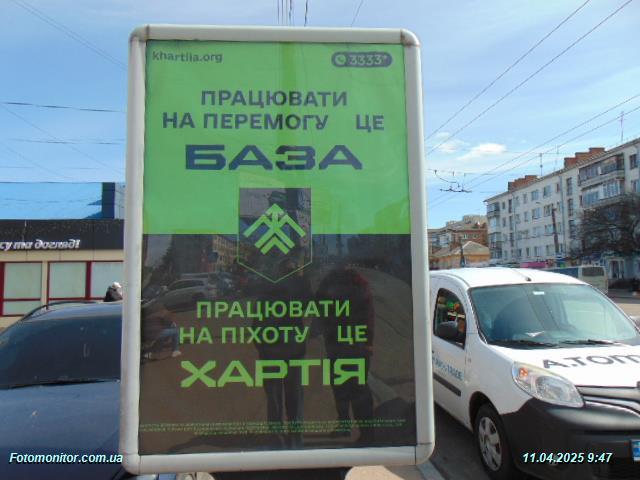 khartiia.org
3333*
ПРАЦЮВАТИ
НА ПЕРЕМОГУ ЦЕ
БАЗА
ПРАЦЮВАТИ
НА ПІХОТУ ЦЕ
ХАРТІЯ
A.TOM
Fotomonitor.com.ua
11.04.2025 9:47